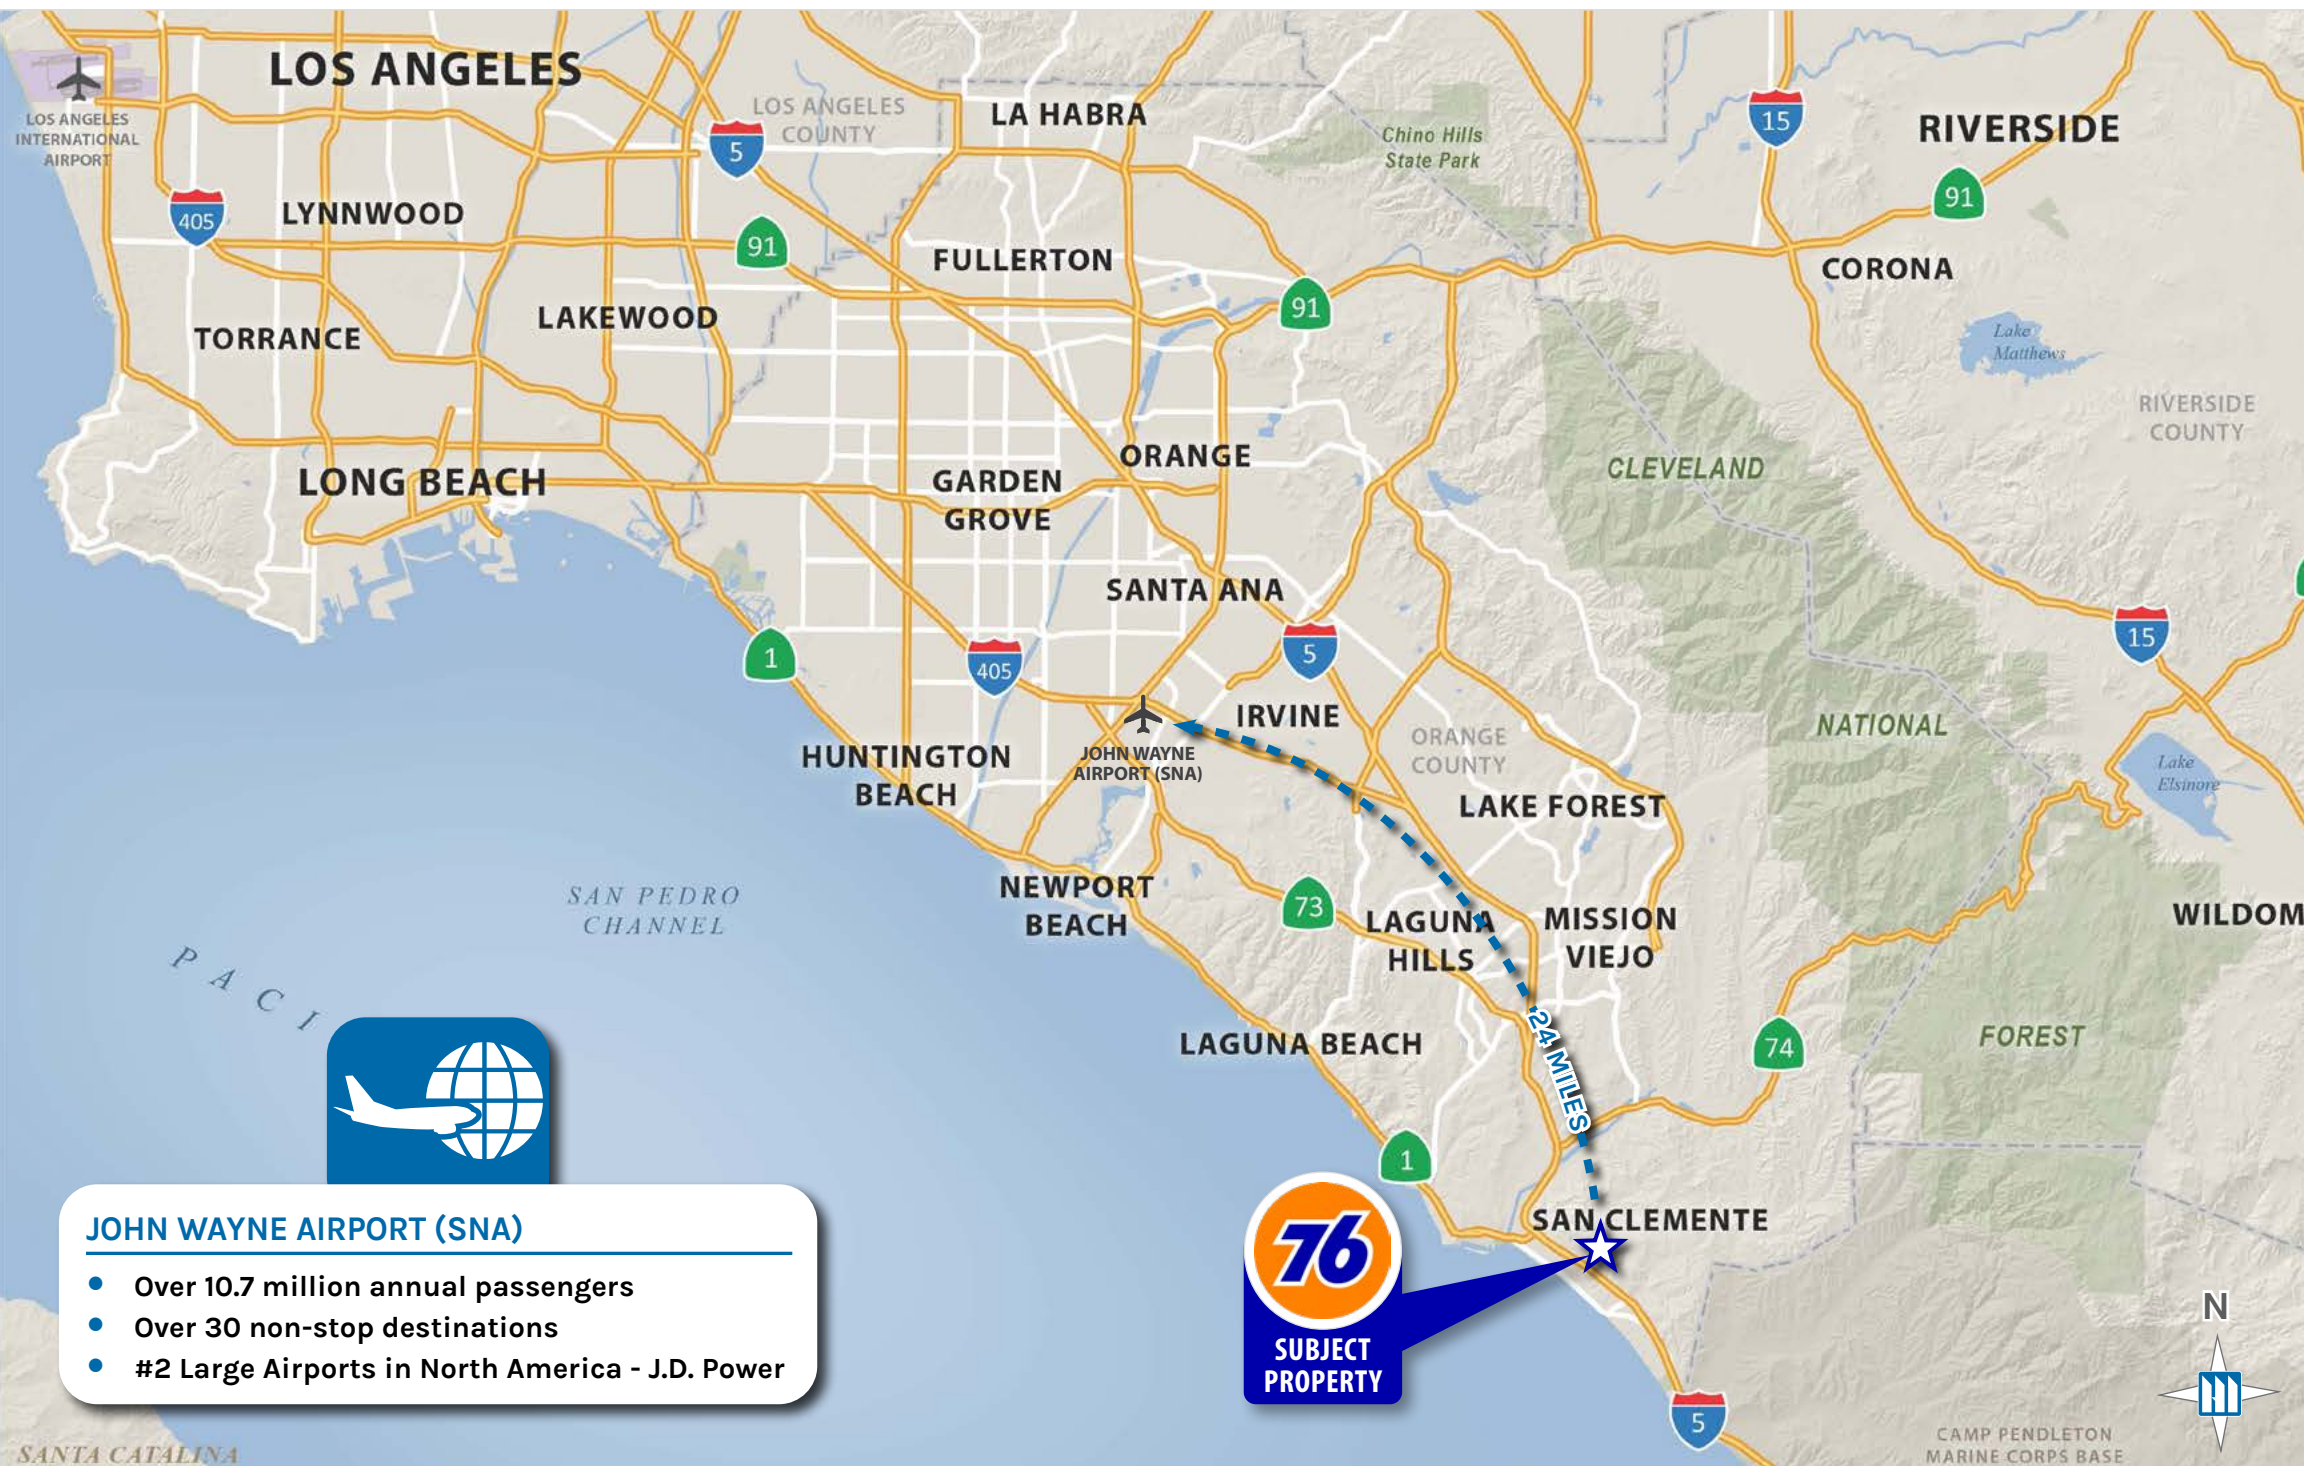 LOS ANGELES
LOS ANGELES
INTERNATIONAL
AIRPORT
LOS ANGELES
COUNTY
LA HABRA
Chino Hills
State Park
15
RIVERSIDE
5
91
405
LYNNWOOD
91
FULLERTON
CORONA
91
LAKEWOOD
TORRANCE
Lake
Matthews
RIVERSIDE
COUNTY
ORANGE
CLEVELAND
LONG BEACH
GARDEN
GROVE
SANTA ANA
15
1
405
5
IRVINE
NATIONAL
ORANGE
COUNTY
JOHN WAYNE
AIRPORT (SNA)
HUNTINGTON
BEACH
Lake
Elsinore
LAKE FOREST
SAN PEDRO
CHANNEL
NEWPORT
BEACH
73
LAGUNA
HILLS
MISSION
VIEJO
WILDOM
PACI
LAGUNA BEACH
24 MILES
74
FOREST
1
SAN CLEMENTE
76
SUBJECT
PROPERTY
JOHN WAYNE AIRPORT (SNA)
Over 10.7 million annual passengers
Over 30 non-stop destinations
#2 Large Airports in North America - J.D. Power
N
5
CAMP PENDLETON
MARINE CORPS BASE
SANTA CATALINA